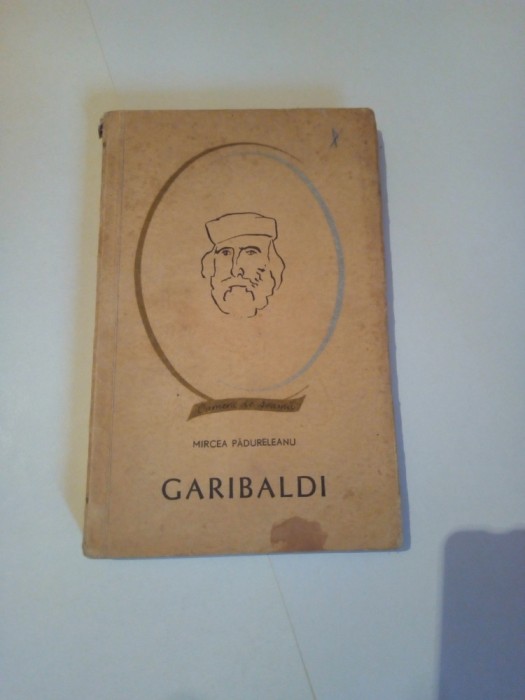 Oameni de seamă
MIRCEA PĂDURELEANU
GARIBALDI